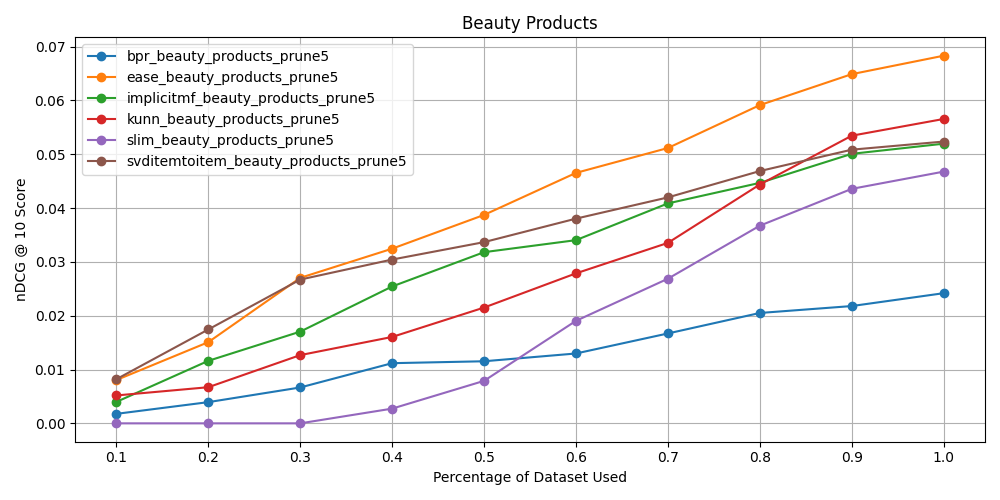 Beauty Products
bpr_beauty_products_prune5
ease_beauty_products_prune5
implicitmf_beauty_products_prune5
kunn_beauty_products_prune5
slim_beauty_products_prune5
svditemtoitem_beauty_products_prune5
nDCG @ 10 Score
0.07
0.06
0.05
0.04
0.03
0.02
0.01
0.00
0.1 0.2 0.3 0.4 0.5 0.6 0.7 0.8 0.9 1.0
Percentage of Dataset Used